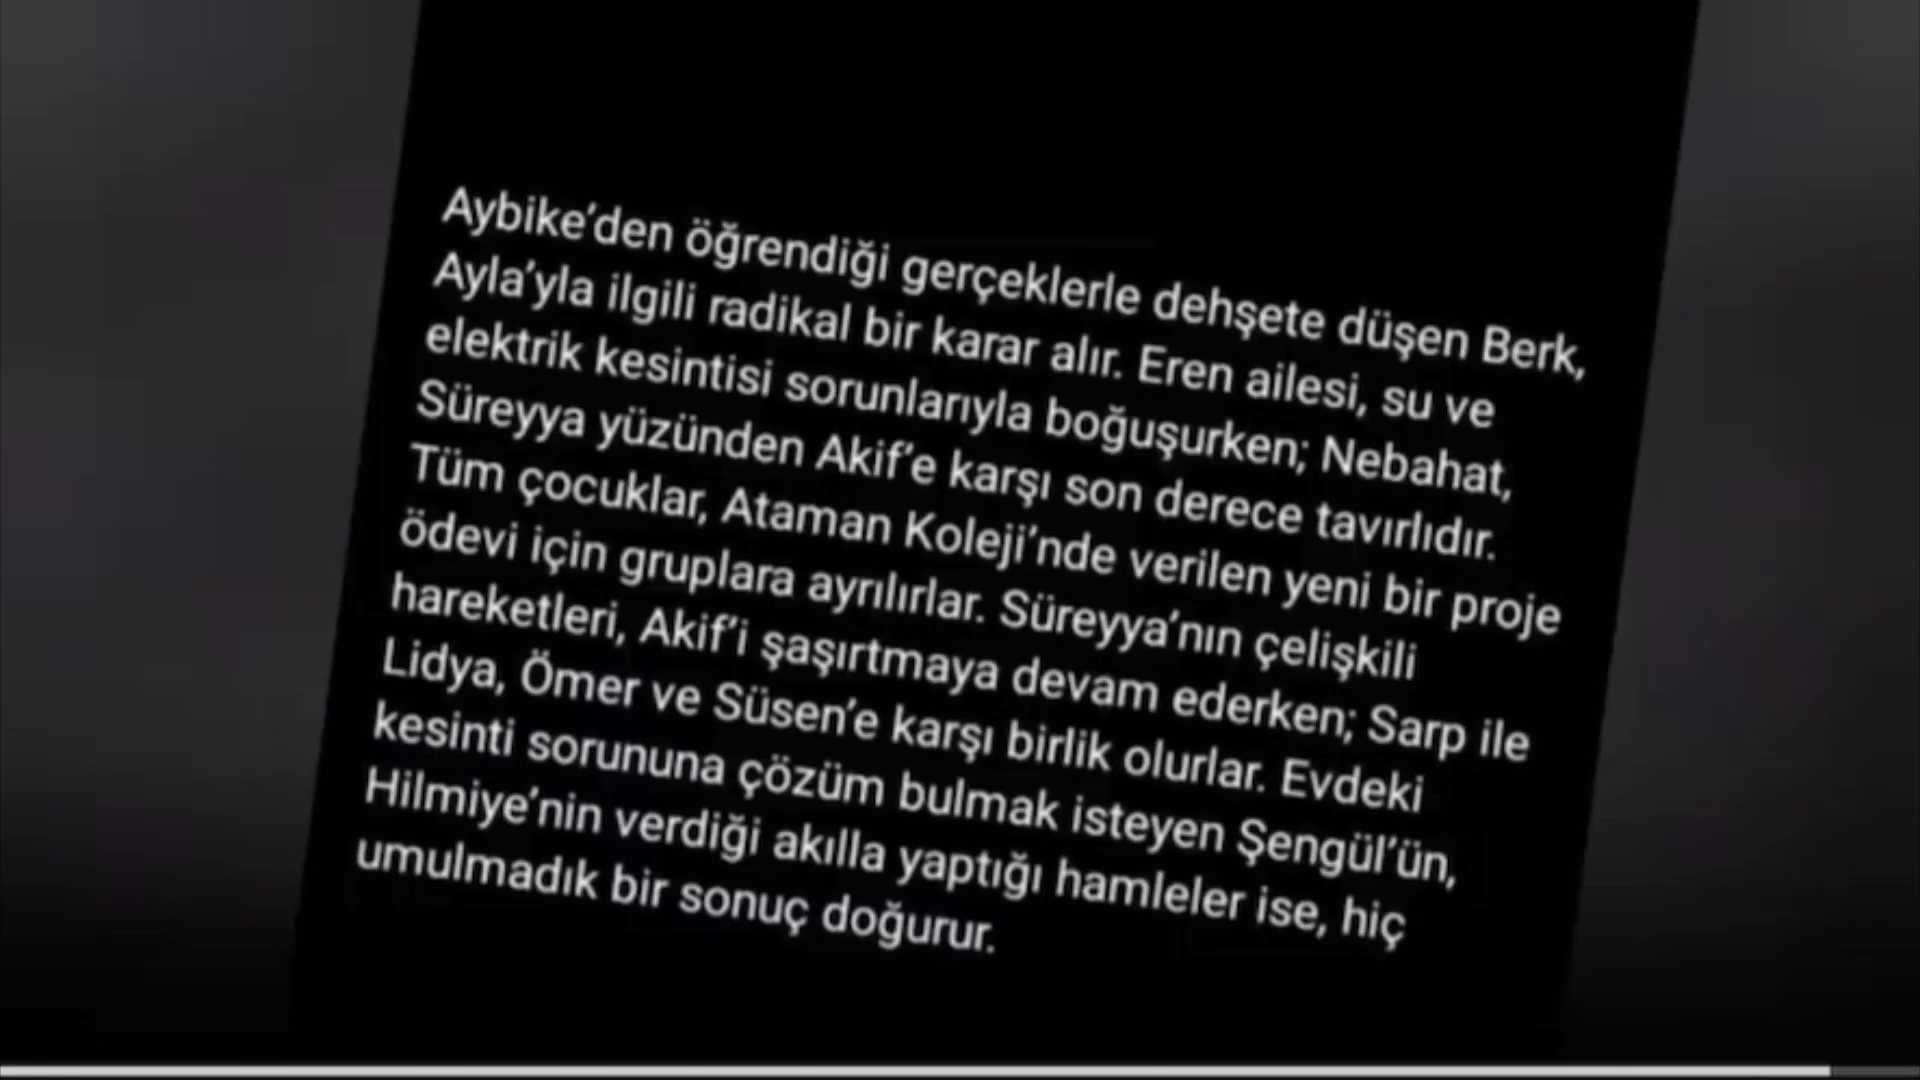 Aybike’den öğrendiği gerçeklerle dehşete düşen Berk,
Ayla’yla ilgili radikal bir karar alır. Eren ailesi, su ve
elektrik kesintisi sorunlarıyla boğuşurken; Nebahat,
Süreyya yüzünden Akif’e karşı son derece tavırlıdır.
Tüm çocuklar, Ataman Koleji’nde verilen yeni bir proje
ödevi için gruplara ayrılırlar. Süreyya’nın çelişkili
hareketleri, Akif’i şaşırtmaya devam ederken; Sarp ile
Lidya, Ömer ve Süsen’e karşı birlik olurlar. Evdeki
kesinti sorununa çözüm bulmak isteyen Şengül’ün,
Hilmiye’nin verdiği akılla yaptığı hamleler ise, hiç
umulmadık bir sonuç doğurur.